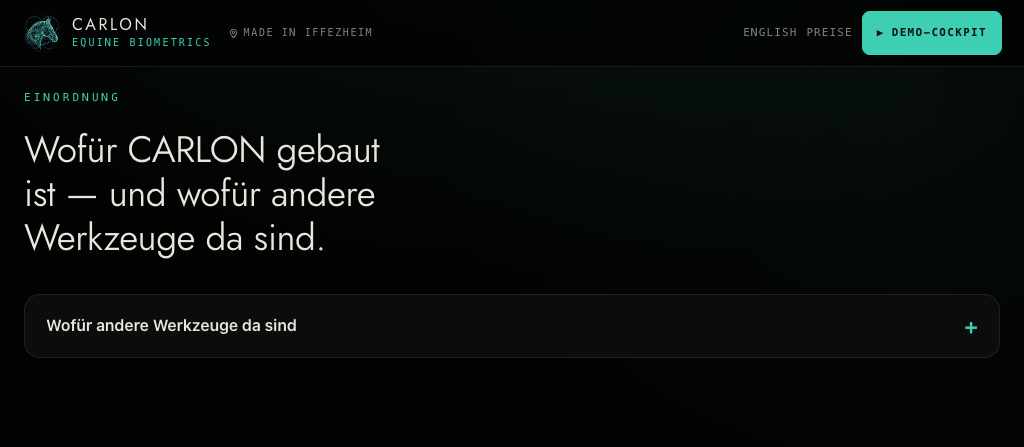 CARLON
EQUINE BIOMETRICS
MADE IN IFFEZHEIM
ENGLISH PREISE
▶ DEMO-COCKPIT
EINORDNUNG
Wofür CARLON gebaut
ist — und wofür andere
Werkzeuge da sind.
Wofür andere Werkzeuge da sind
+